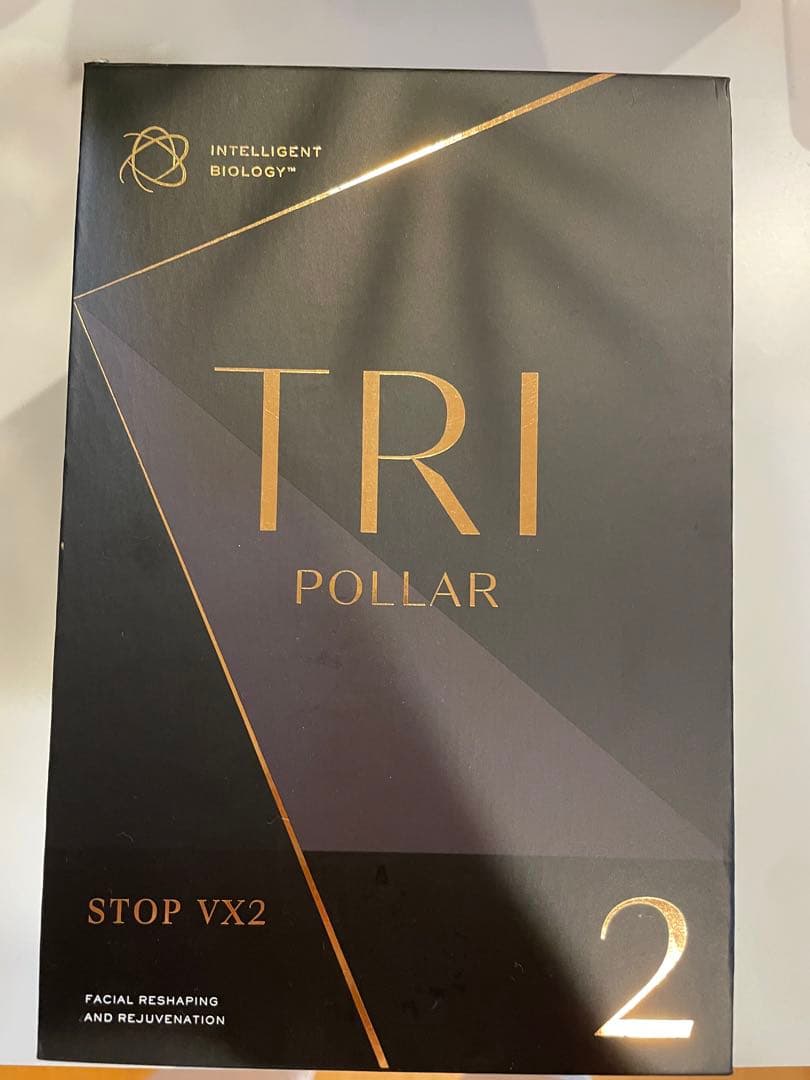 INTELLIGENT
BIOLOGY™
TRI
POLLAR
STOP VX2
2
FACIAL RESHAPING
AND REJUVENATION